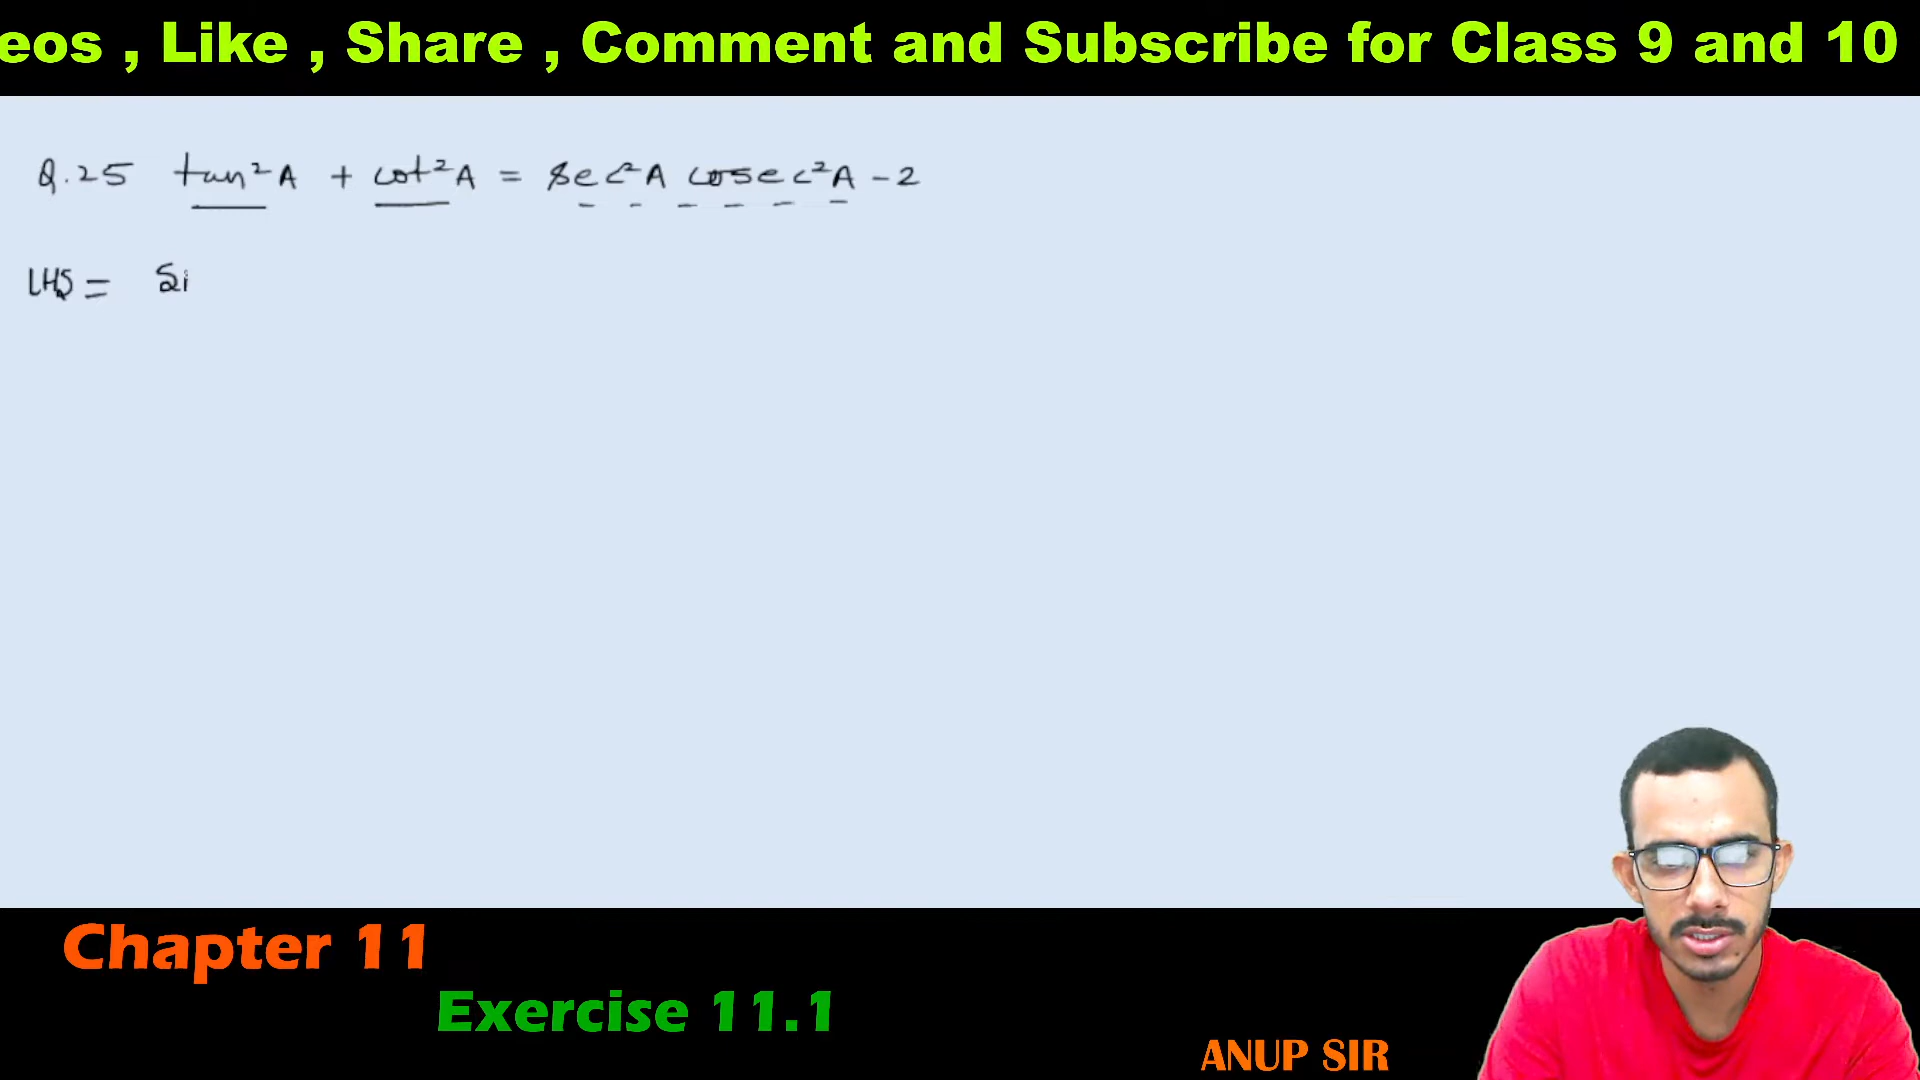 eos , Like , Share , Comment and Subscribe for Class 9 and 10
Q.25 tan²A + cot²A = sec²A cosec²A - 2
LHS = Si
Chapter 11
Exercise 11.1
ANUP SIR